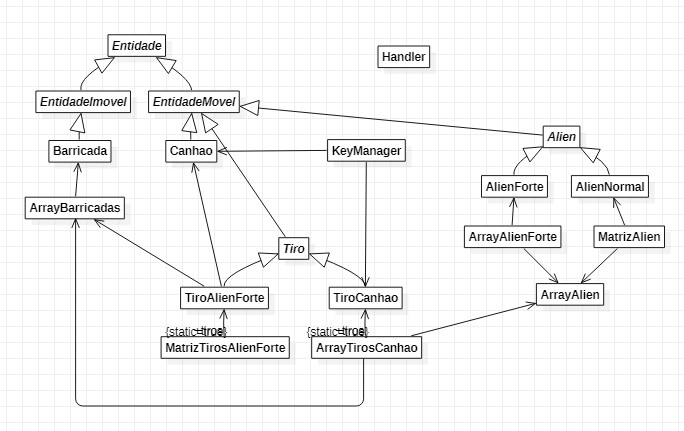 Entidade
Handler
EntidadeImovel
EntidadeMovel
Alien
Barricada
Canhao
KeyManager
AlienForte
AlienNormal
ArrayBarricadas
ArrayAlienForte
MatrizAlien
Tiro
TiroAlienForte
TiroCanhao
ArrayAlien
{static=true}
{static=true}
MatrizTirosAlienForte
ArrayTirosCanhao